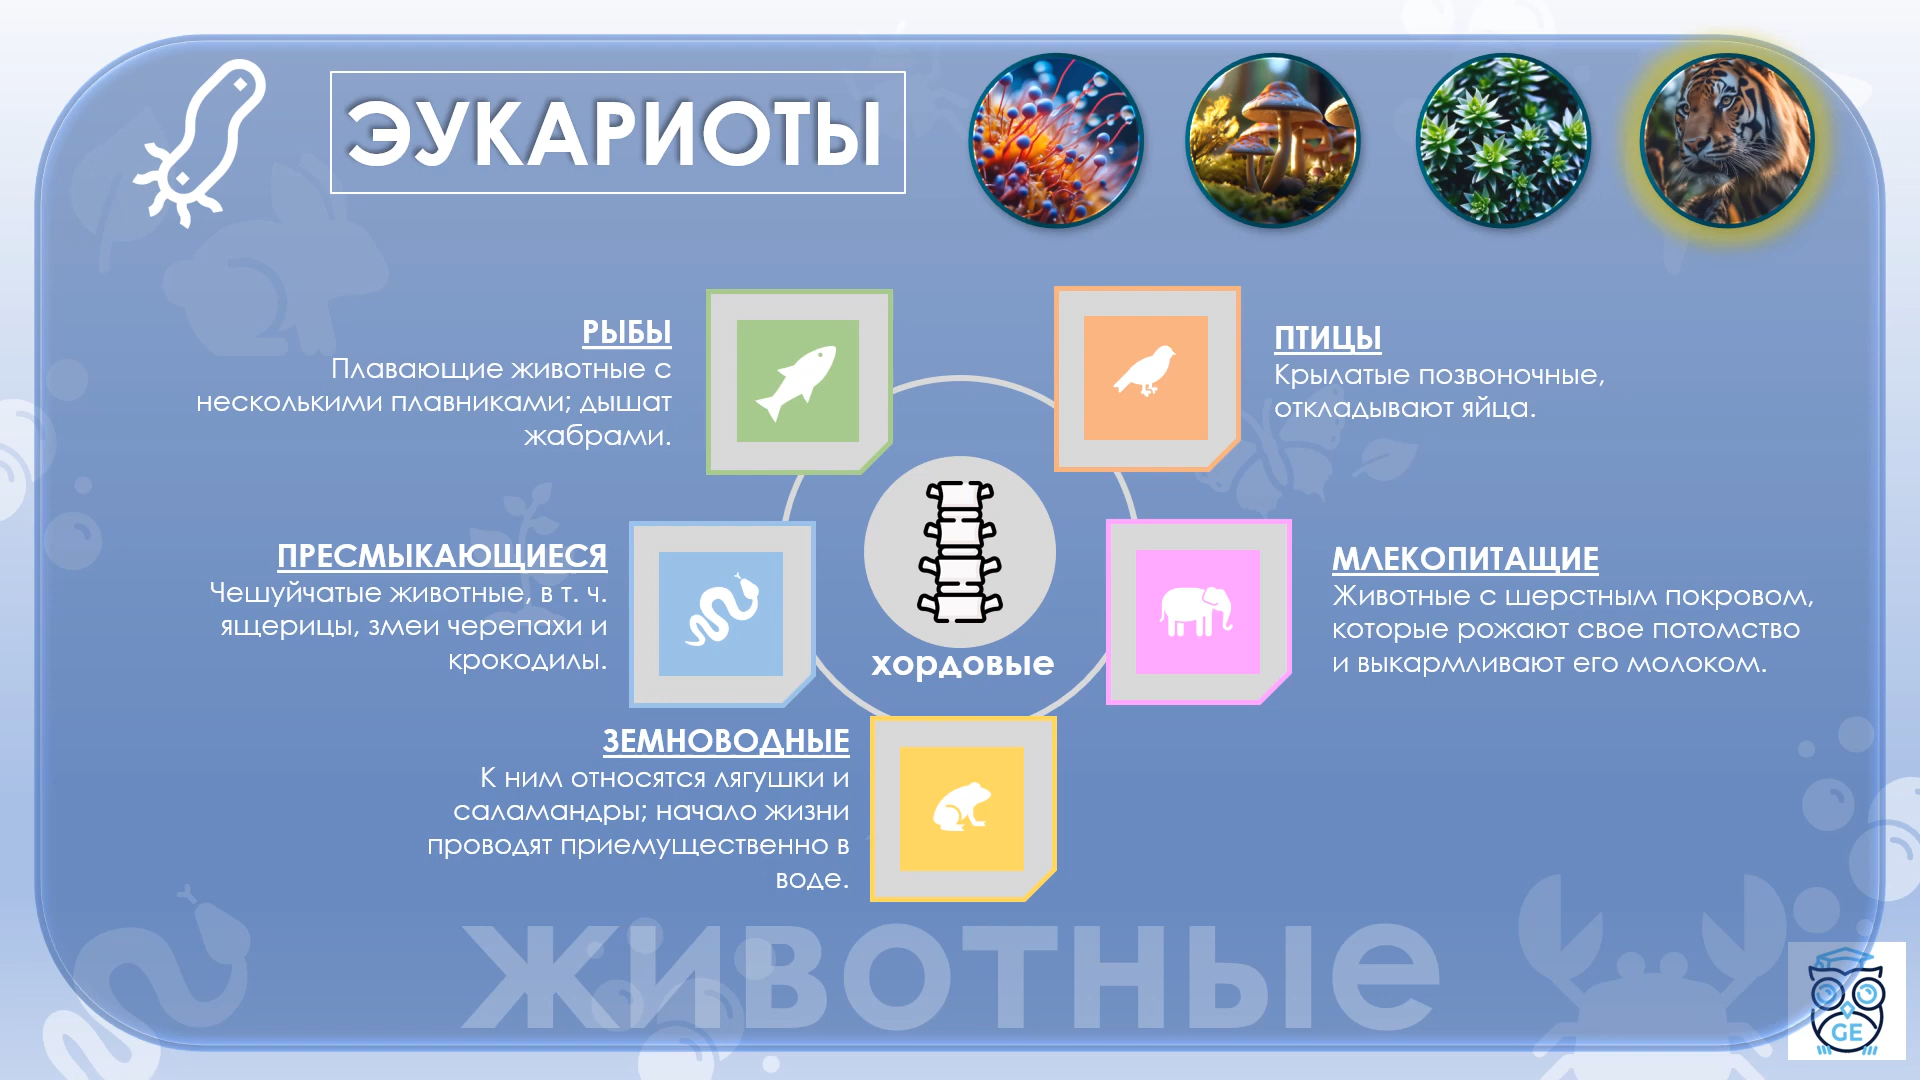 ЭУКАРИОТЫ
РЫБЫ
Плавающие животные с
несколькими плавниками; дышат
жабрами.
ПТИЦЫ
Крылатые позвоночные,
откладывают яйца.
ПРЕСМЫКАЮЩИЕСЯ
Чешуйчатые животные, в т. ч.
ящерицы, змеи черепахи и
крокодилы.
хордовые
МЛЕКОПИТАЩИЕ
Животные с шерстным покровом,
которые рожают свое потомство
и выкармливают его молоком.
ЗЕМНОВОДНЫЕ
К ним относятся лягушки и
саламандры; начало жизни
проводят приемущественно в
воде.
животные
GE